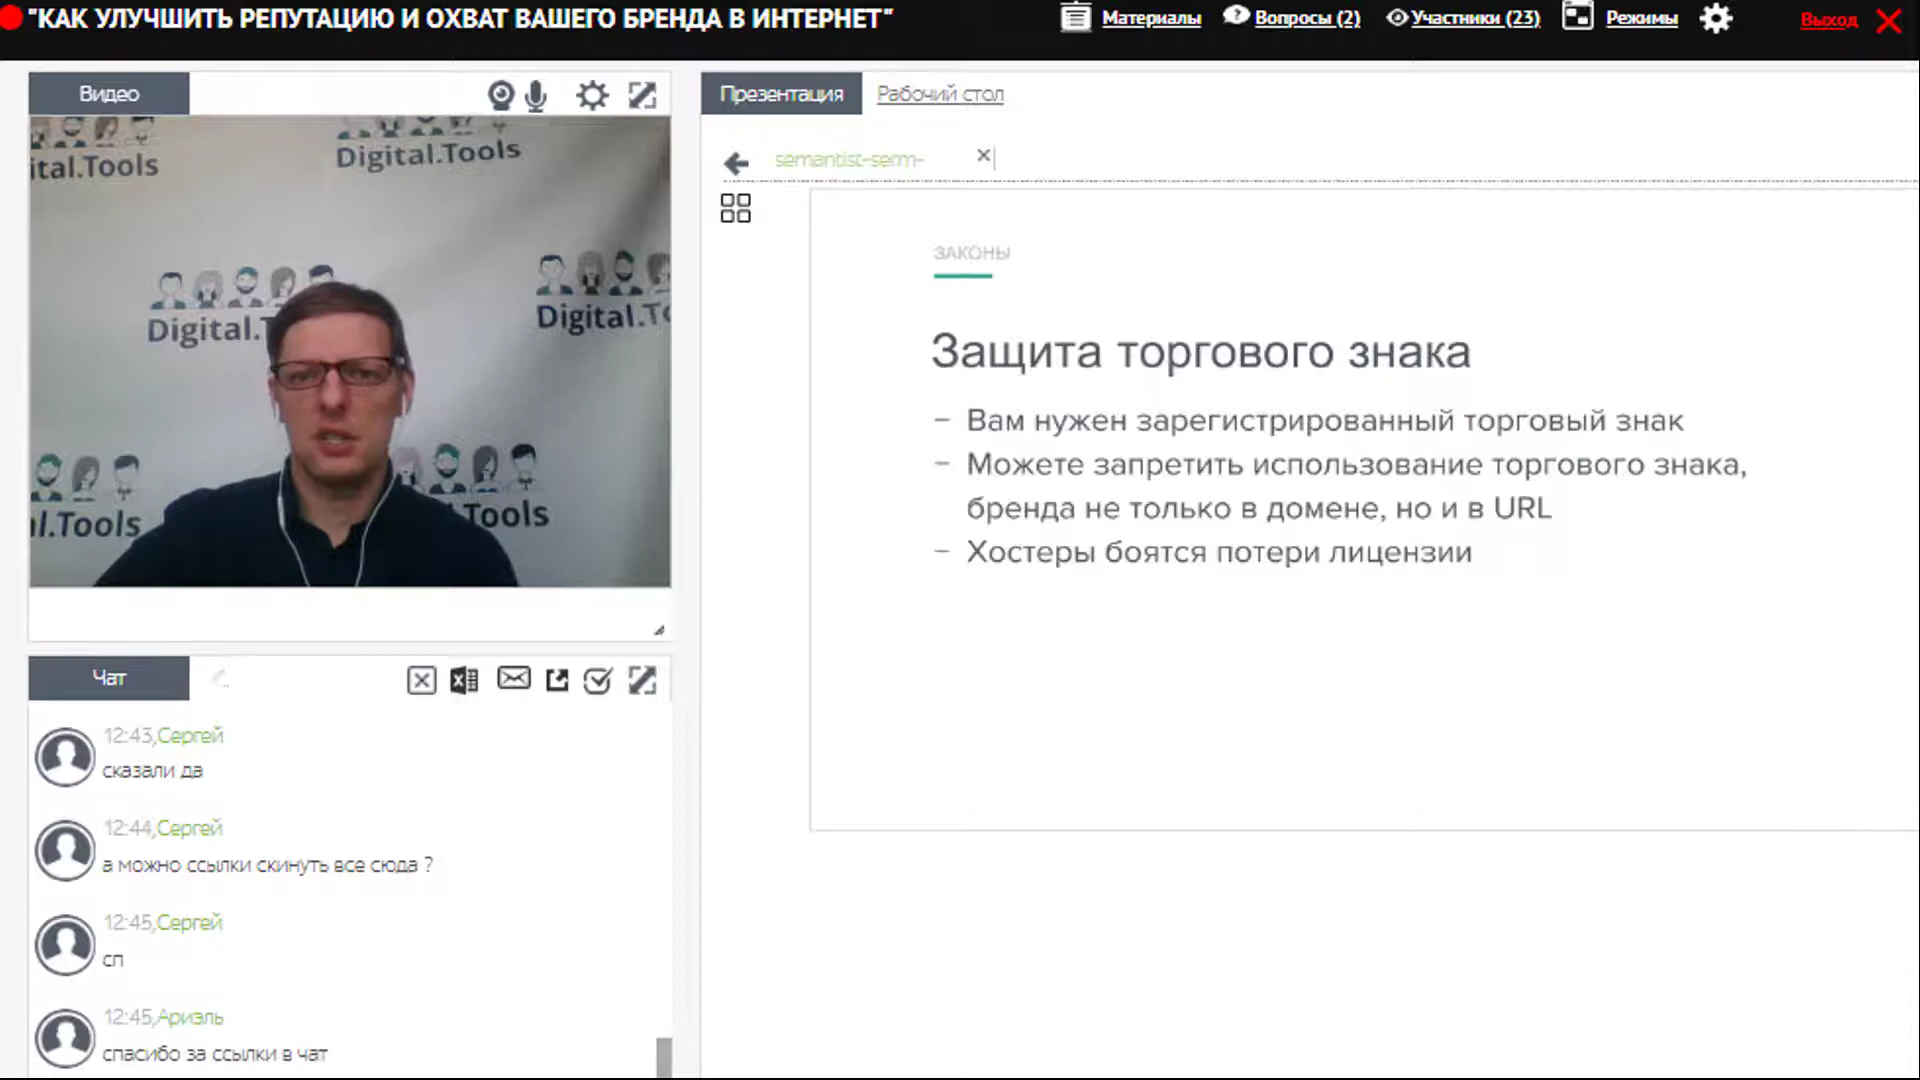 "КАК УЛУЧШИТЬ РЕПУТАЦИЮ И ОХВАТ ВАШЕГО БРЕНДА В ИНТЕРНЕТ"
Материалы
Вопросы (2)
Участники (23)
Режимы
Выход
Видео
Презентация
Рабочий стол
ital.Tools
Digital.Tools
Digital.T
Digital.To
al.Tools
Tools
semantist-serm-
ЗАКОНЫ
Защита торгового знака
– Вам нужен зарегистрированный торговый знак
– Можете запретить использование торгового знака,
бренда не только в домене, но и в URL
– Хостеры боятся потери лицензии
Чат
12:43,Сергей
сказали да
12:44,Сергей
а можно ссылки скинуть все сюда ?
12:45,Сергей
сп
12:45,Ариэль
спасибо за ссылки в чат